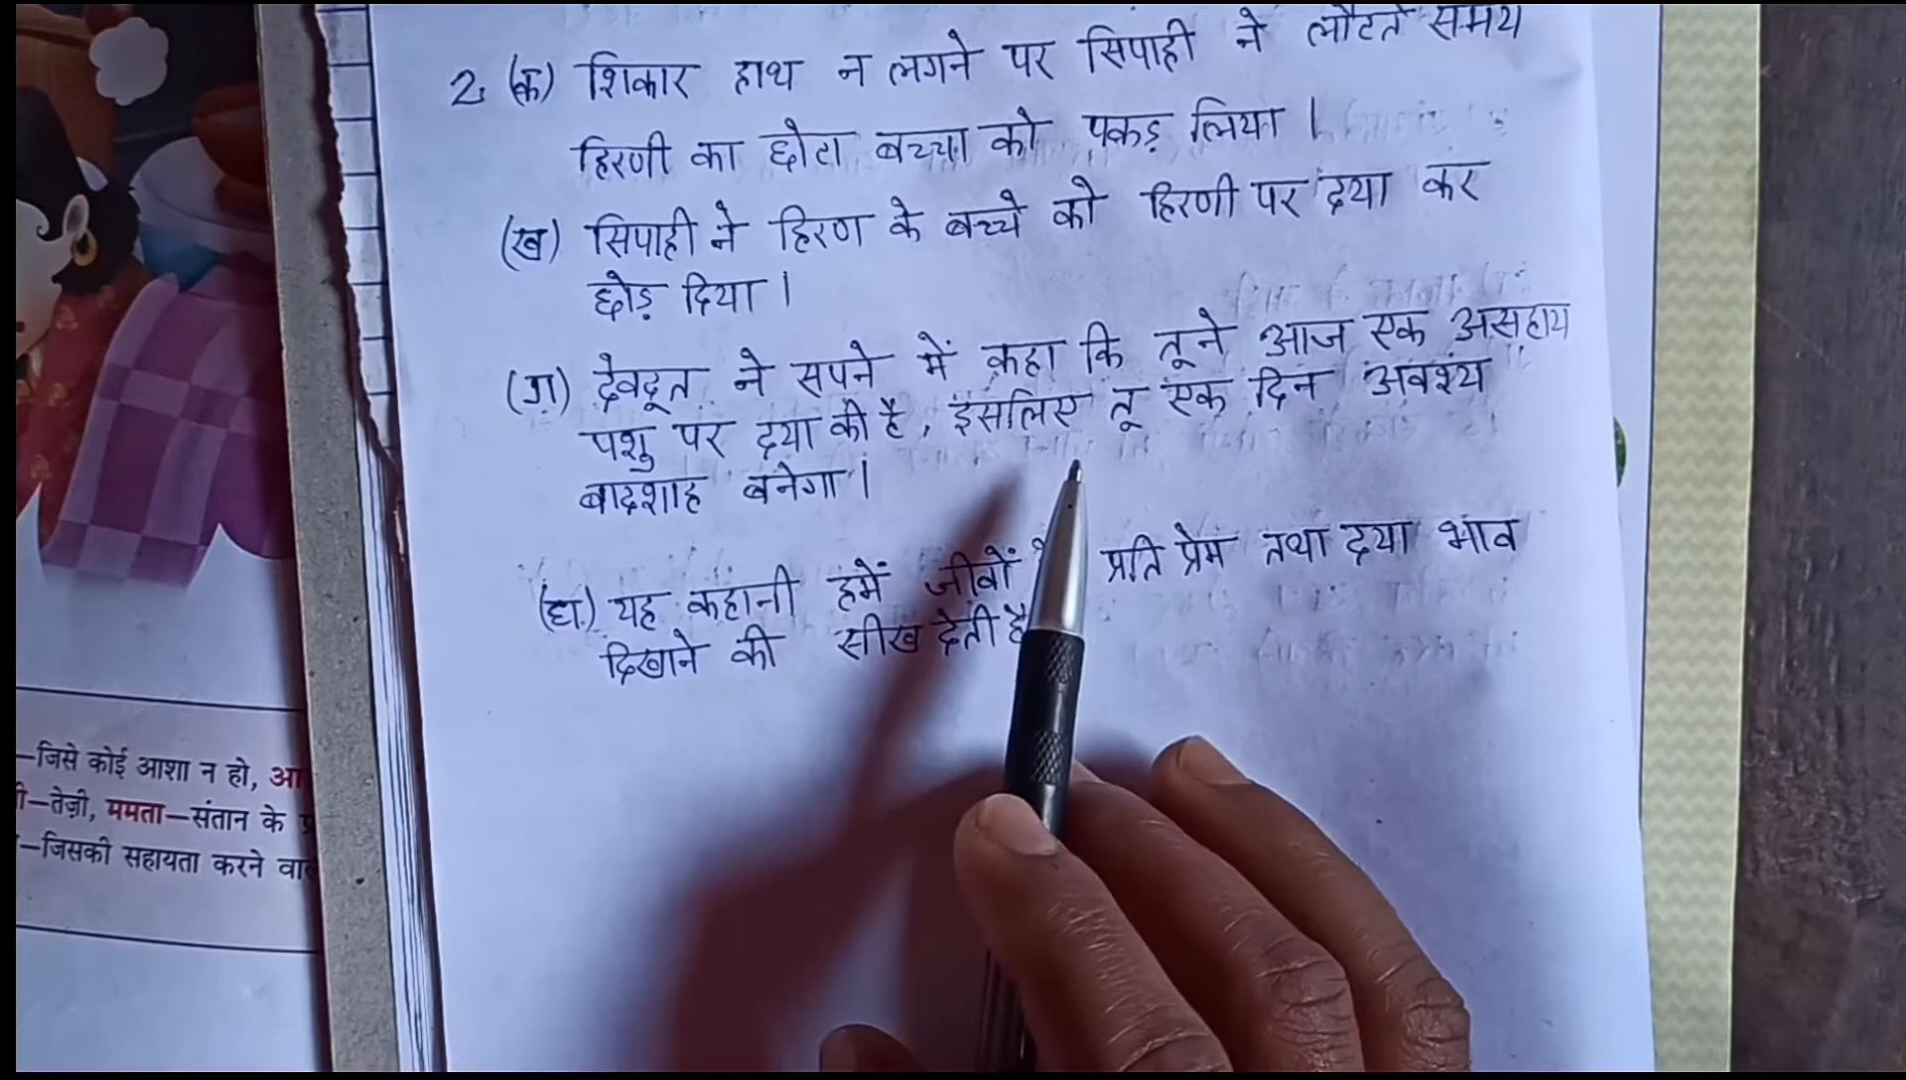 2. (क) शिकार हाथ न लगने पर सिपाही ने लौटते समय
हिरणी का छोटा बच्चा को पकड़ लिया।
(ख) सिपाही ने हिरण के बच्चे को हिरणी पर दया कर
छोड़ दिया।
(ग) देवदूत ने सपने में कहा कि तूने आज एक असहाय
पशु पर दया की है, इसलिए तू एक दिन अवश्य
बादशाह बनेगा।
(घ) यह कहानी हमें जीवों प्रति प्रेम तथा दया भाव
दिखाने की सीख देती है
—जिसे कोई आशा न हो,
—तेज़ी, ममता—संतान के
—जिसकी सहायता करने